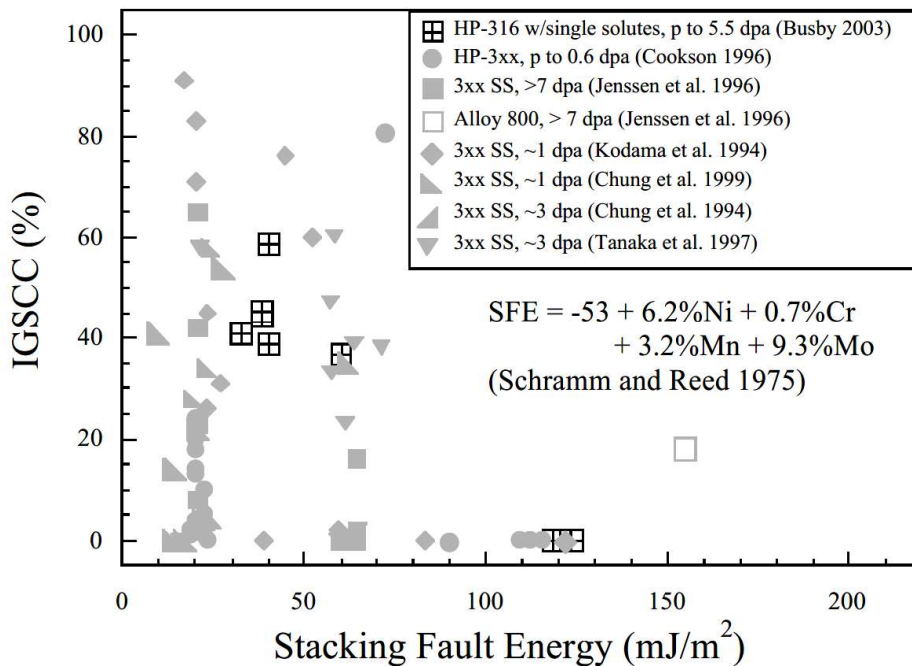 100
80
60
40
20
0
IGSCC (%)
HP-316 w/single solutes, p to 5.5 dpa (Busby 2003)
HP-3xx, p to 0.6 dpa (Cookson 1996)
3xx SS, >7 dpa (Jenssen et al. 1996)
Alloy 800, > 7 dpa (Jenssen et al. 1996)
3xx SS, ~1 dpa (Kodama et al. 1994)
3xx SS, ~1 dpa (Chung et al. 1999)
3xx SS, ~3 dpa (Chung et al. 1994)
3xx SS, ~3 dpa (Tanaka et al. 1997)
SFE = -53 + 6.2%Ni + 0.7%Cr
+ 3.2%Mn + 9.3%Mo
(Schramm and Reed 1975)
0 50 100 150 200
Stacking Fault Energy (mJ/m²)